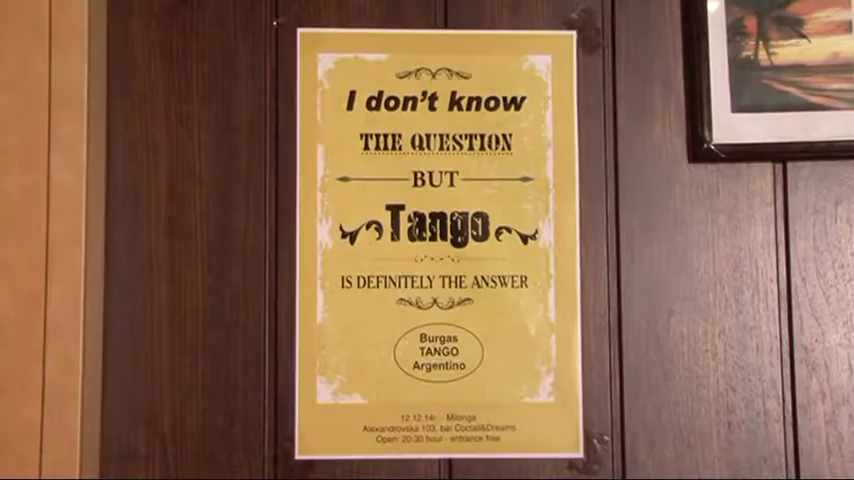 I don't know
THE QUESTION
BUT
Tango
IS DEFINITELY THE ANSWER
Burgas
TANGO
Argentino
12.12.14г. - Milonga
Alexandrovska 103, bar Coctail&Dreams
Open: 20:30 hour - entrance free